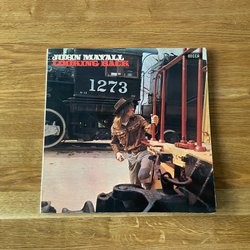 JOHN MAYALL
LOOKING BACK
DECCA
1273